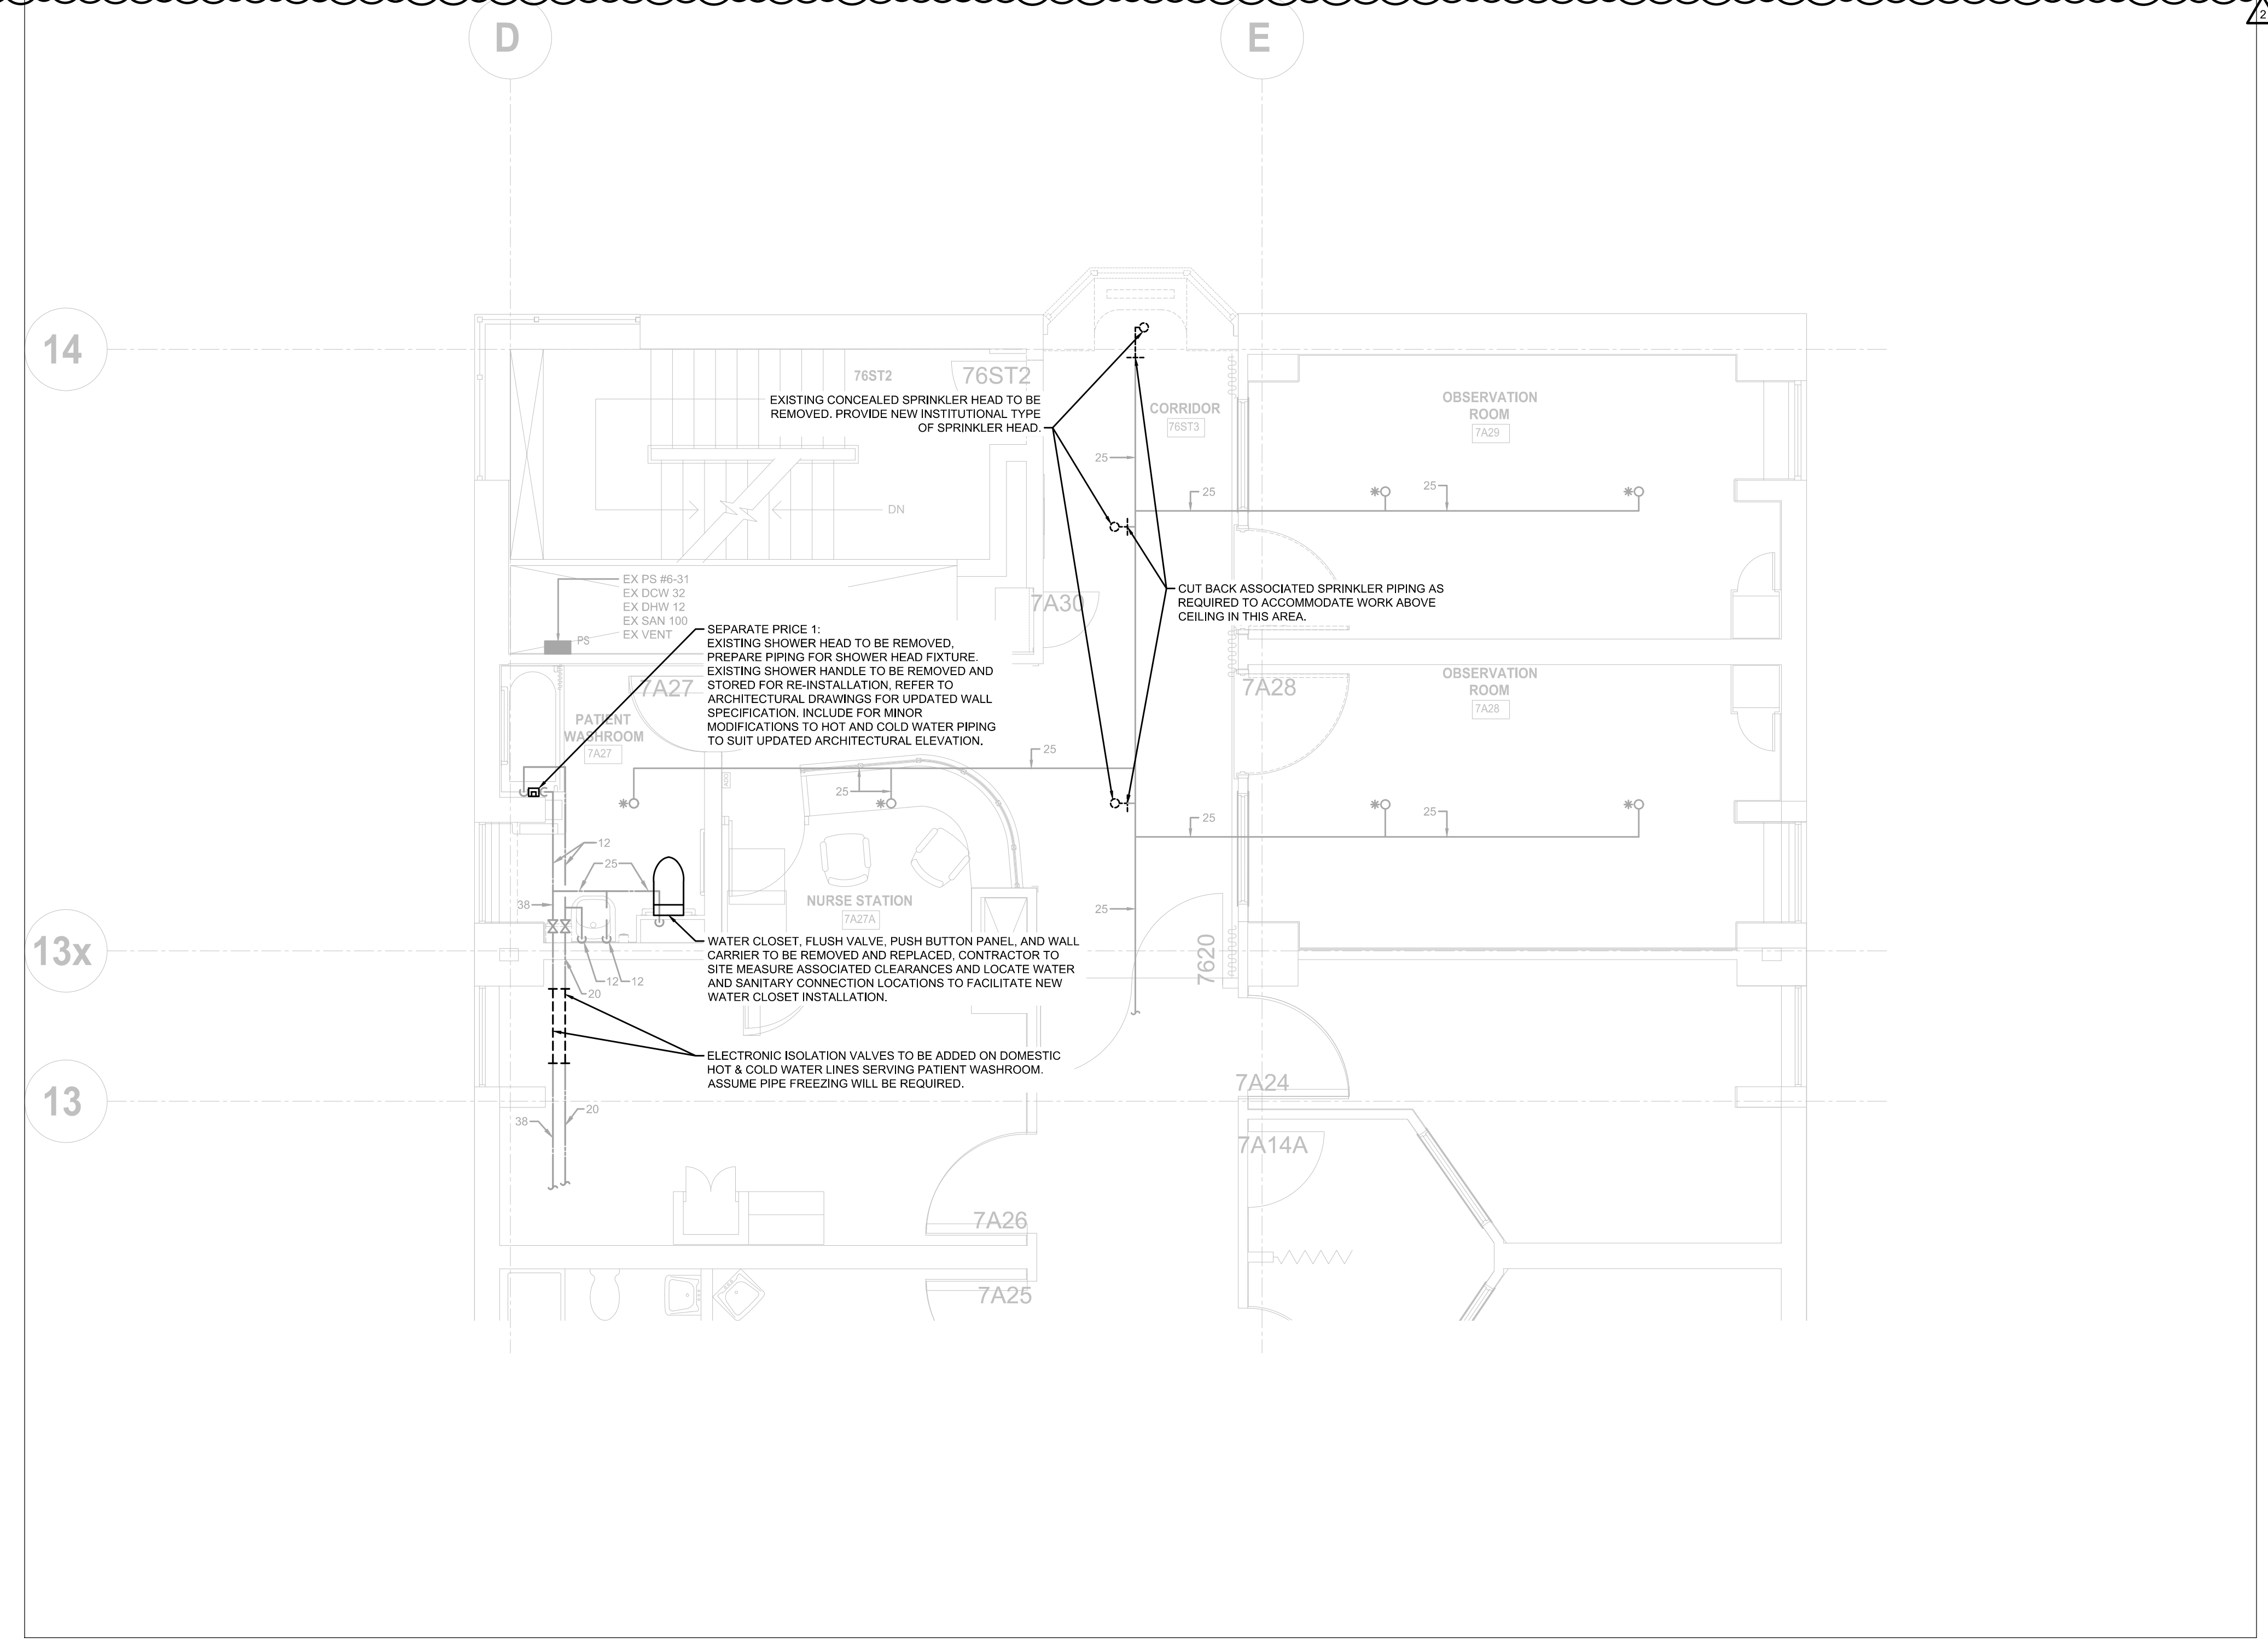 2
D
E
14
76ST2
76ST2
EXISTING CONCEALED SPRINKLER HEAD TO BE
REMOVED. PROVIDE NEW INSTITUTIONAL TYPE
OF SPRINKLER HEAD.
CORRIDOR
76ST3
OBSERVATION
ROOM
7A29
25
25
25
DN
EX PS #6-31
EX DCW 32
EX DHW 12
EX SAN 100
EX VENT
PS
7A30
CUT BACK ASSOCIATED SPRINKLER PIPING AS
REQUIRED TO ACCOMMODATE WORK ABOVE
CEILING IN THIS AREA.
SEPARATE PRICE 1:
EXISTING SHOWER HEAD TO BE REMOVED,
PREPARE PIPING FOR SHOWER HEAD FIXTURE.
EXISTING SHOWER HANDLE TO BE REMOVED AND
STORED FOR RE-INSTALLATION, REFER TO
ARCHITECTURAL DRAWINGS FOR UPDATED WALL
SPECIFICATION. INCLUDE FOR MINOR
MODIFICATIONS TO HOT AND COLD WATER PIPING
TO SUIT UPDATED ARCHITECTURAL ELEVATION.
7A27
PATIENT
WASHROOM
7A27
7A28
OBSERVATION
ROOM
7A28
25
25
25
25
12
25
38
NURSE STATION
7A27A
25
13x
WATER CLOSET, FLUSH VALVE, PUSH BUTTON PANEL, AND WALL
CARRIER TO BE REMOVED AND REPLACED, CONTRACTOR TO
SITE MEASURE ASSOCIATED CLEARANCES AND LOCATE WATER
AND SANITARY CONNECTION LOCATIONS TO FACILITATE NEW
WATER CLOSET INSTALLATION.
7620
12
12
20
ELECTRONIC ISOLATION VALVES TO BE ADDED ON DOMESTIC
HOT & COLD WATER LINES SERVING PATIENT WASHROOM.
ASSUME PIPE FREEZING WILL BE REQUIRED.
7A24
13
20
38
7A14A
7A26
7A25